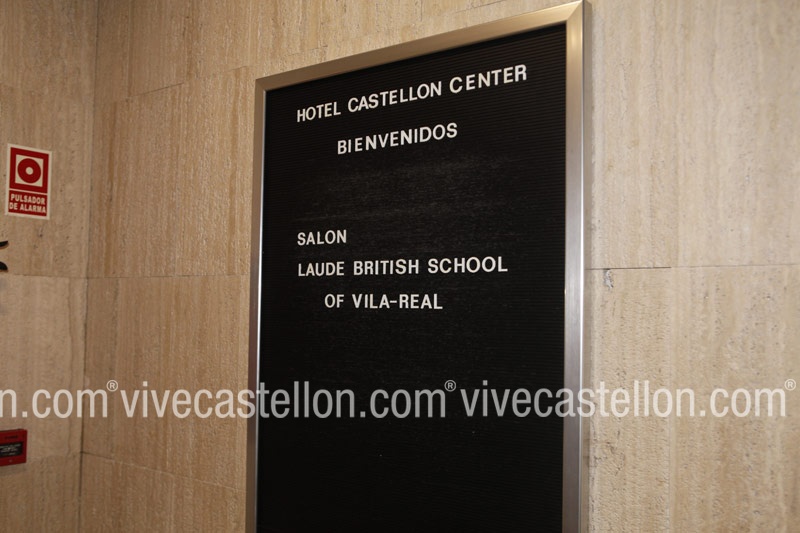 HOTEL CASTELLON CENTER
BIENVENIDOS
PULSADOR
DE ALARMA
SALON
LAUDE BRITISH SCHOOL
OF VILA-REAL
n.com® vivecastellon.com® vivecastellon.com®